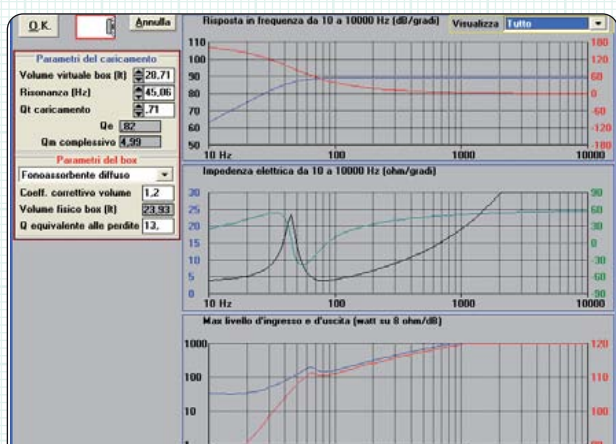 O.K.
Annulla
Parametri del caricamento
Volume virtuale box (lt) 28,71
Risonanza (Hz) 45,06
Qt caricamento .71
Qe .82
Qm complessivo 4,99
Parametri del box
Fonoassorbente diffuso
Coeff. correttivo volume 1,2
Volume fisico box (lt) 23,93
Q equivalente alle perdite 13,
Risposta in frequenza da 10 a 10000 Hz (dB/gradi)
Visualizza Tutto
110 180
100 120
90 60
80 0
70 -60
60 -120
50 -180
10 Hz 100 1000 10000
Impedenza elettrica da 10 a 10000 Hz (ohm/gradi)
30 90
25 60
20 30
15 0
10 -30
5 -60
0 -90
10 Hz 100 1000 10000
Max livello d'ingresso e d'uscita (watt su 8 ohm/dB)
1000 120
100 110
10 100
90